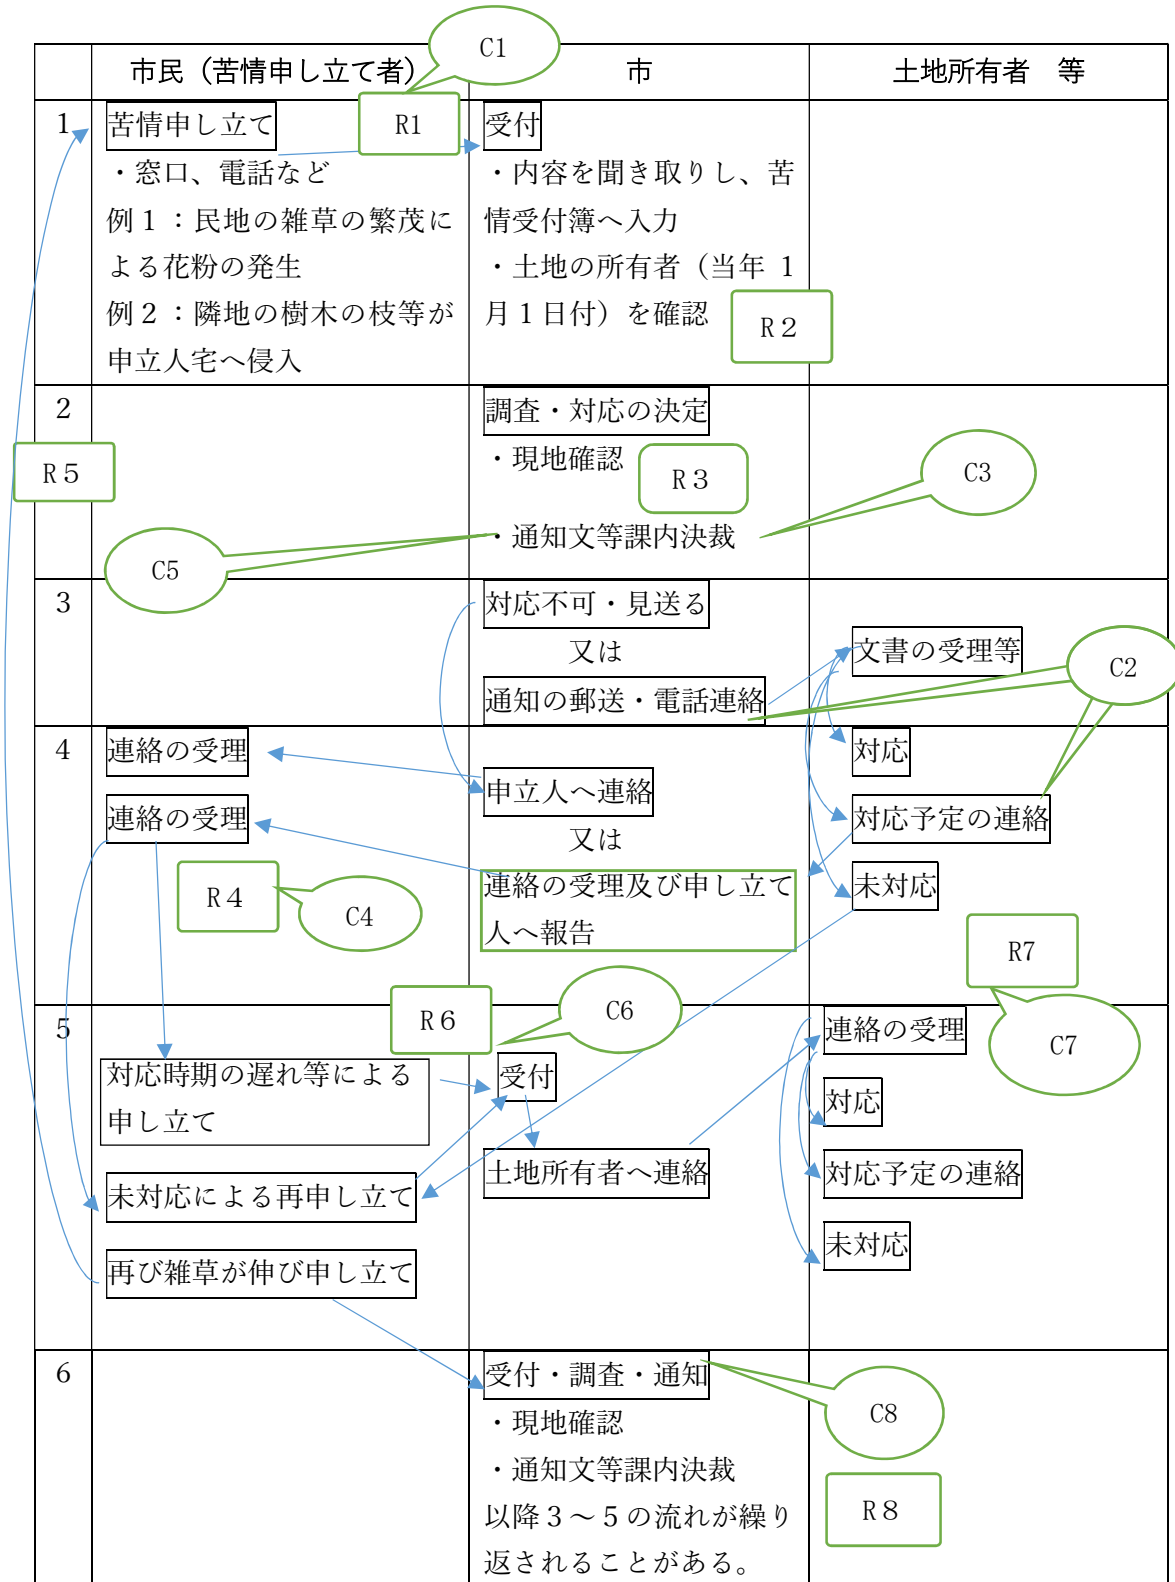 C1
市民（苦情申し立て者）
市
土地所有者　等
1
苦情申し立て
R1
受付
・窓口、電話など
例１：民地の雑草の繁茂に
よる花粉の発生
例２：隣地の樹木の枝等が
申立人宅へ侵入
・内容を聞き取りし、苦
情受付簿へ入力
・土地の所有者（当年 1
月１日付）を確認
R２
2
調査・対応の決定
・現地確認
R５
R３
C3
・通知文等課内決裁
C5
3
対応不可・見送る
又は
通知の郵送・電話連絡
文書の受理等
C2
4
連絡の受理
連絡の受理
申立人へ連絡
又は
連絡の受理及び申し立て
人へ報告
対応
対応予定の連絡
未対応
R４
C4
R7
C7
5
R６
C6
対応時期の遅れ等による
申し立て
未対応による再申し立て
再び雑草が伸び申し立て
受付
土地所有者へ連絡
連絡の受理
対応
対応予定の連絡
未対応
6
受付・調査・通知
・現地確認
・通知文等課内決裁
以降３～５の流れが繰り
返されることがある。
C8
R８